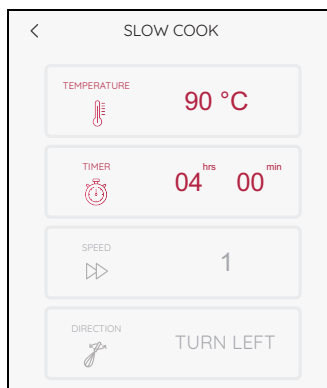 SLOW COOK
TEMPERATURE
90 °C
TIMER
04 hrs 00 min
SPEED
1
DIRECTION
TURN LEFT